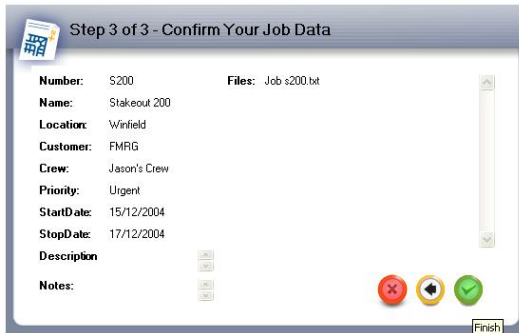 Step 3 of 3 - Confirm Your Job Data
Number: S200 Files: Job s200.txt
Name: Stakeout 200
Location: Winfield
Customer: FMRG
Crew: Jason's Crew
Priority: Urgent
StartDate: 15/12/2004
StopDate: 17/12/2004
Description
Notes:
Finish